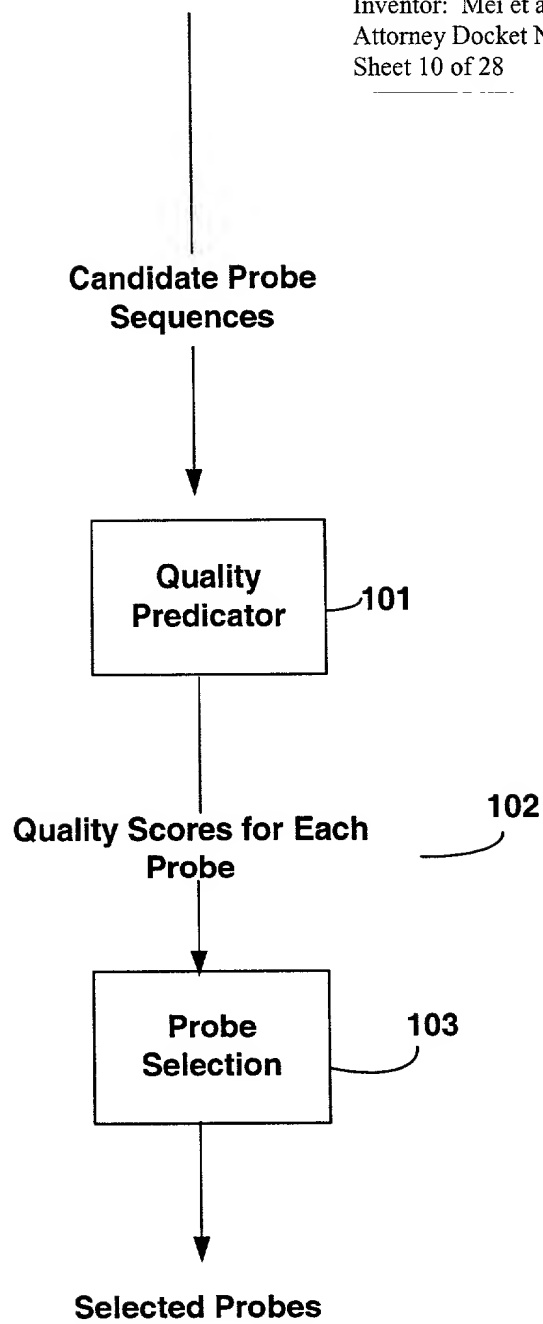 Inventor: Mei et a
Attorney Docket N
Sheet 10 of 28
Candidate Probe
Sequences
Quality
Predicator
101
Quality Scores for Each
Probe
102
Probe
Selection
103
Selected Probes